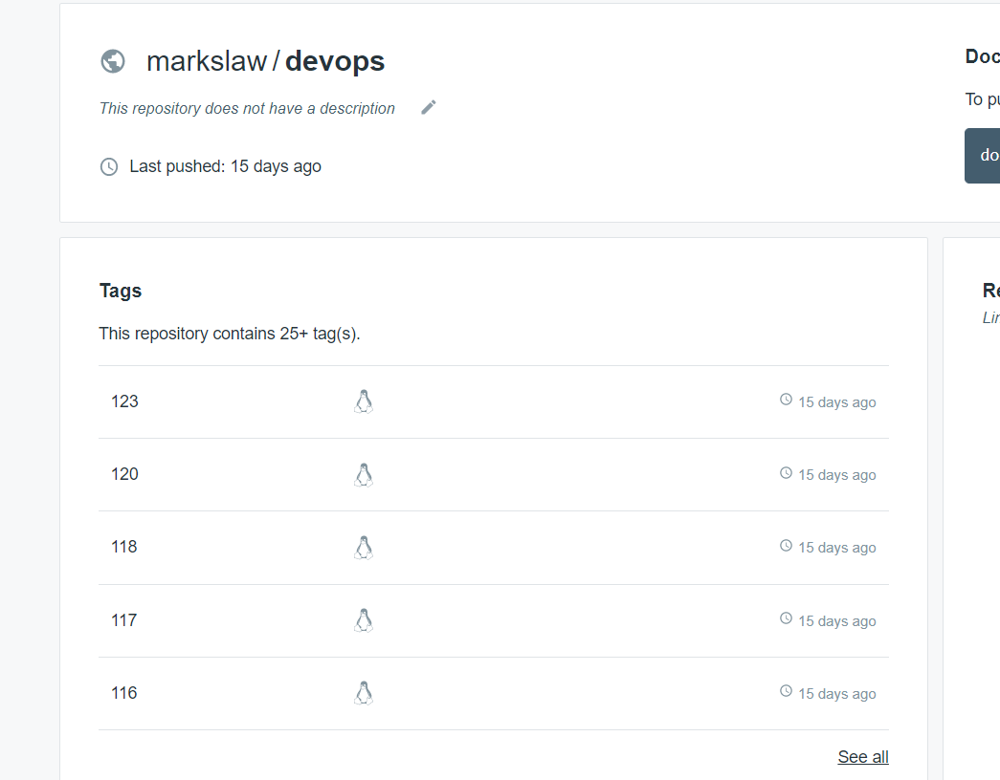 markslaw / devops
This repository does not have a description
Last pushed: 15 days ago
Doc
To pu
do
Tags
This repository contains 25+ tag(s).
123 15 days ago
120 15 days ago
118 15 days ago
117 15 days ago
116 15 days ago
See all
Re
Lin